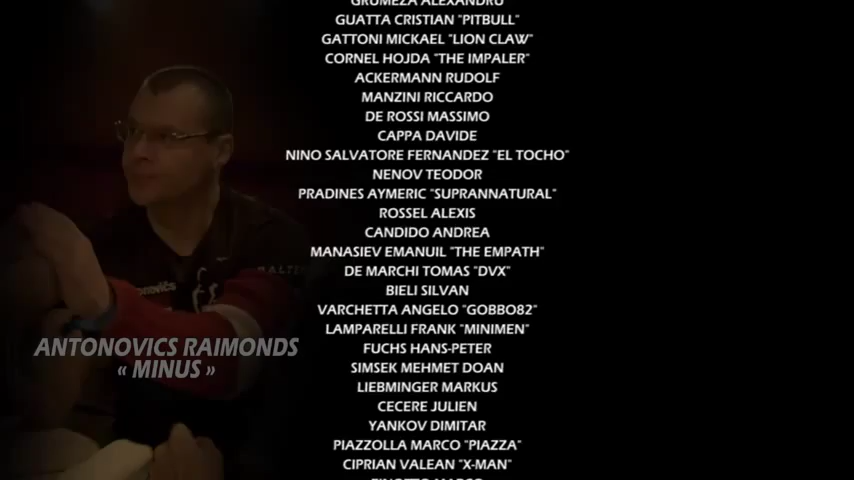 GRUMEZA ALEXANDRU
GUATTA CRISTIAN "PITBULL"
GATTONI MICKAEL "LION CLAW"
CORNEL HOJDA "THE IMPALER"
ACKERMANN RUDOLF
MANZINI RICCARDO
DE ROSSI MASSIMO
CAPPA DAVIDE
NINO SALVATORE FERNANDEZ "EL TOCHO"
NENOV TEODOR
PRADINES AYMERIC "SUPRANNATURAL"
ROSSEL ALEXIS
CANDIDO ANDREA
MANASIEV EMANUIL "THE EMPATH"
DE MARCHI TOMAS "DVX"
BIELI SILVAN
VARCHETTA ANGELO "GOBBO82"
LAMPARELLI FRANK "MINIMEN"
FUCHS HANS-PETER
SIMSEK MEHMET DOAN
LIEBMINGER MARKUS
CECERE JULIEN
YANKOV DIMITAR
PIAZZOLLA MARCO "PIAZZA"
CIPRIAN VALEAN "X-MAN"
ANTONOVICS RAIMONDS
« MINUS »